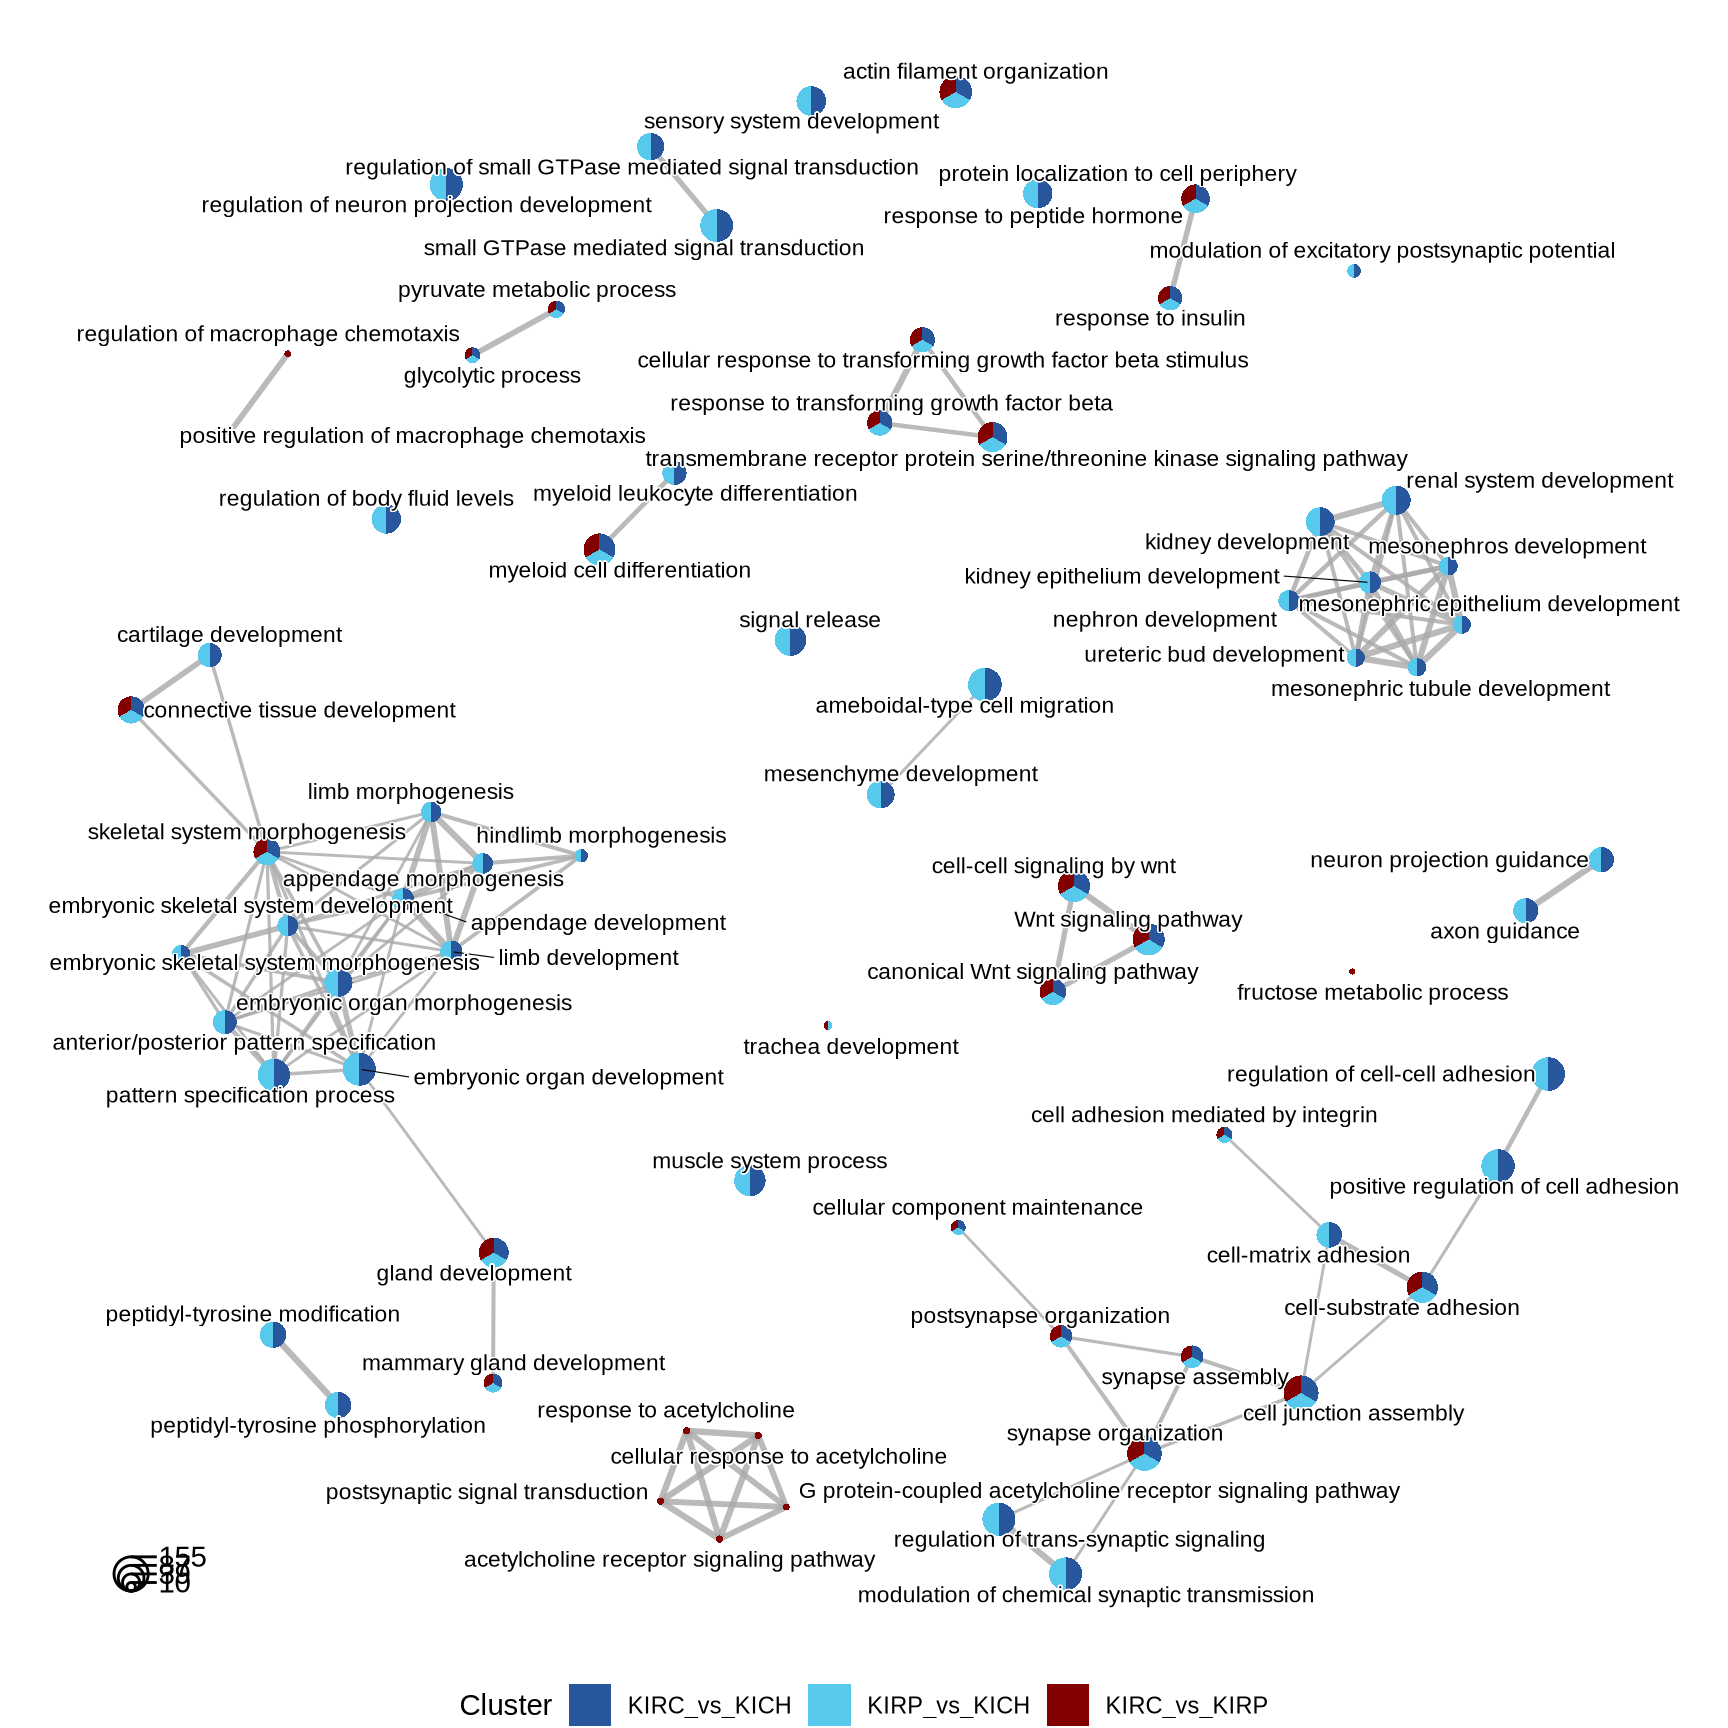 actin filament organization
sensory system development
regulation of small GTPase mediated signal transduction
protein localization to cell periphery
regulation of neuron projection development
response to peptide hormone
small GTPase mediated signal transduction
modulation of excitatory postsynaptic potential
pyruvate metabolic process
response to insulin
regulation of macrophage chemotaxis
cellular response to transforming growth factor beta stimulus
glycolytic process
response to transforming growth factor beta
positive regulation of macrophage chemotaxis
transmembrane receptor protein serine/threonine kinase signaling pathway
renal system development
regulation of body fluid levels
myeloid leukocyte differentiation
kidney development
mesonephros development
myeloid cell differentiation
kidney epithelium development
mesonephric epithelium development
signal release
nephron development
cartilage development
ureteric bud development
mesonephric tubule development
connective tissue development
ameboidal-type cell migration
mesenchyme development
limb morphogenesis
skeletal system morphogenesis
hindlimb morphogenesis
neuron projection guidance
cell-cell signaling by wnt
appendage morphogenesis
embryonic skeletal system development
appendage development
Wnt signaling pathway
axon guidance
limb development
embryonic skeletal system morphogenesis
canonical Wnt signaling pathway
fructose metabolic process
embryonic organ morphogenesis
anterior/posterior pattern specification
trachea development
embryonic organ development
regulation of cell-cell adhesion
pattern specification process
cell adhesion mediated by integrin
muscle system process
positive regulation of cell adhesion
cellular component maintenance
cell-matrix adhesion
gland development
cell-substrate adhesion
peptidyl-tyrosine modification
postsynapse organization
mammary gland development
synapse assembly
response to acetylcholine
cell junction assembly
peptidyl-tyrosine phosphorylation
synapse organization
cellular response to acetylcholine
postsynaptic signal transduction
G protein-coupled acetylcholine receptor signaling pathway
regulation of trans-synaptic signaling
acetylcholine receptor signaling pathway
155
10
modulation of chemical synaptic transmission
Cluster KIRC_vs_KICH KIRP_vs_KICH KIRC_vs_KIRP